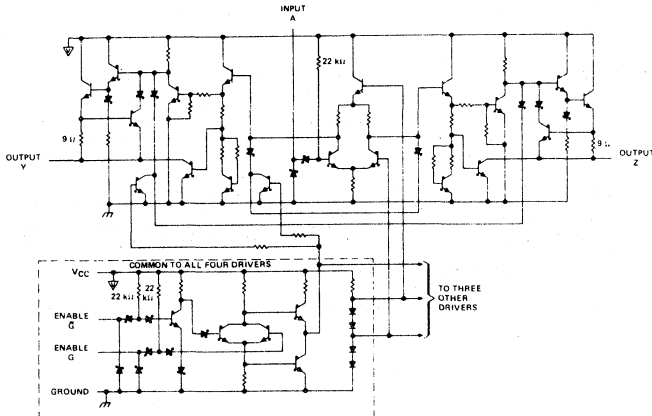 INPUT
A
22 kΩ
9 Ω
9 Ω
OUTPUT
Y
OUTPUT
Z
COMMON TO ALL FOUR DRIVERS
VCC
22 kΩ
22
kΩ
ENABLE
G̅
ENABLE
G
GROUND
TO THREE
OTHER
DRIVERS